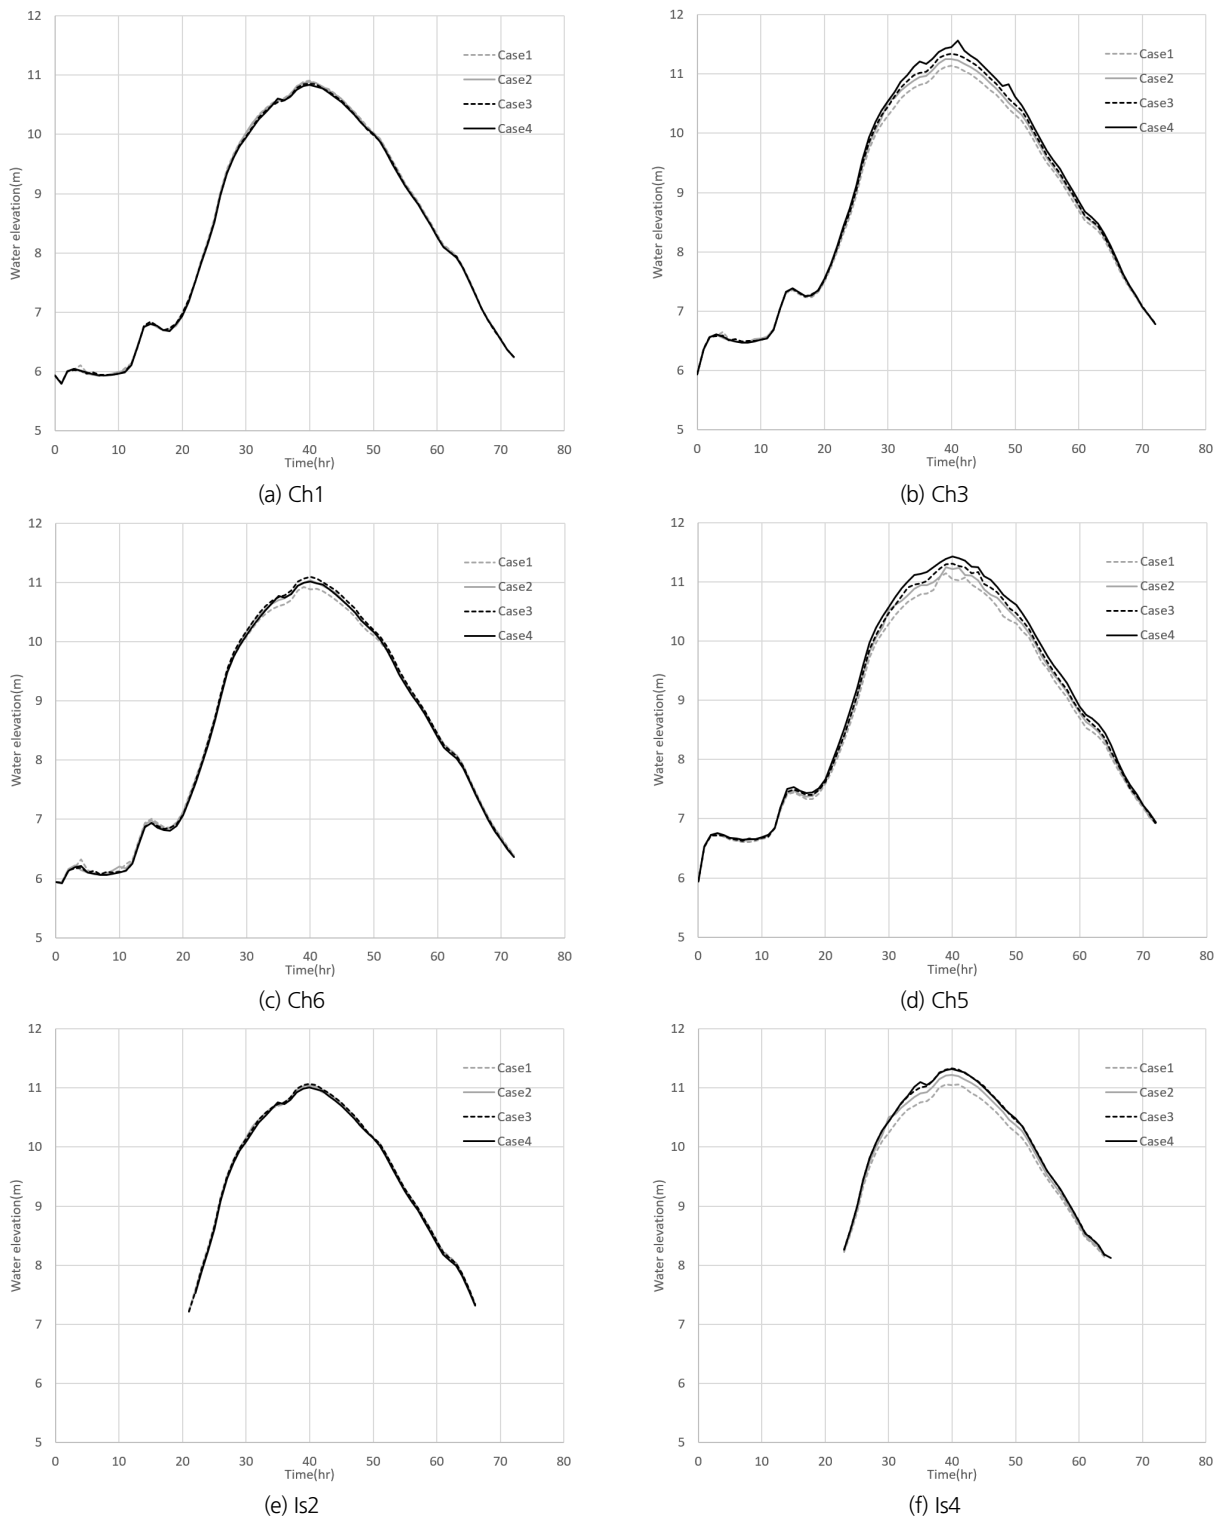 12
11
10
9
8
7
6
5
Water elevation(m)
0 10 20 30 40 50 60 70 80
Time(hr)
Case1
Case2
Case3
Case4
(a) Ch1
12
11
10
9
8
7
6
5
Water elevation(m)
0 10 20 30 40 50 60 70 80
Time(hr)
Case1
Case2
Case3
Case4
(b) Ch3
12
11
10
9
8
7
6
5
Water elevation(m)
0 10 20 30 40 50 60 70 80
Time(hr)
Case1
Case2
Case3
Case4
(c) Ch6
12
11
10
9
8
7
6
5
Water elevation(m)
0 10 20 30 40 50 60 70 80
Time(hr)
Case1
Case2
Case3
Case4
(d) Ch5
12
11
10
9
8
7
6
5
Water elevation(m)
0 10 20 30 40 50 60 70 80
Time(hr)
Case1
Case2
Case3
Case4
(e) Is2
12
11
10
9
8
7
6
5
Water elevation(m)
0 10 20 30 40 50 60 70 80
Time(hr)
Case1
Case2
Case3
Case4
(f) Is4